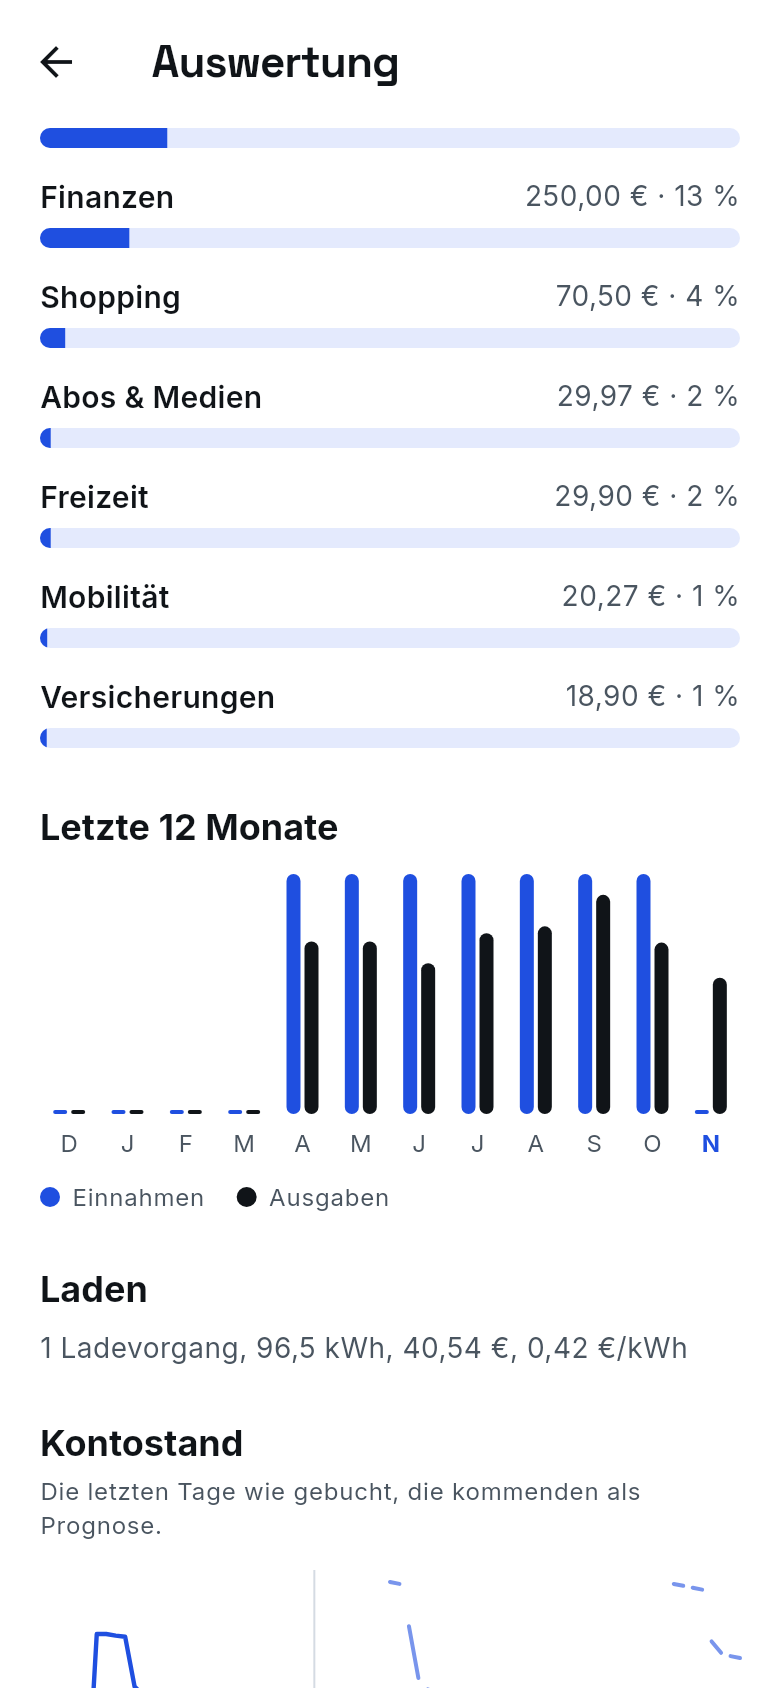 Auswertung
Finanzen 250,00 € · 13 %
Shopping 70,50 € · 4 %
Abos & Medien 29,97 € · 2 %
Freizeit 29,90 € · 2 %
Mobilität 20,27 € · 1 %
Versicherungen 18,90 € · 1 %
Letzte 12 Monate
D J F M A M J J A S O N
Einnahmen Ausgaben
Laden
1 Ladevorgang, 96,5 kWh, 40,54 €, 0,42 €/kWh
Kontostand
Die letzten Tage wie gebucht, die kommenden als
Prognose.